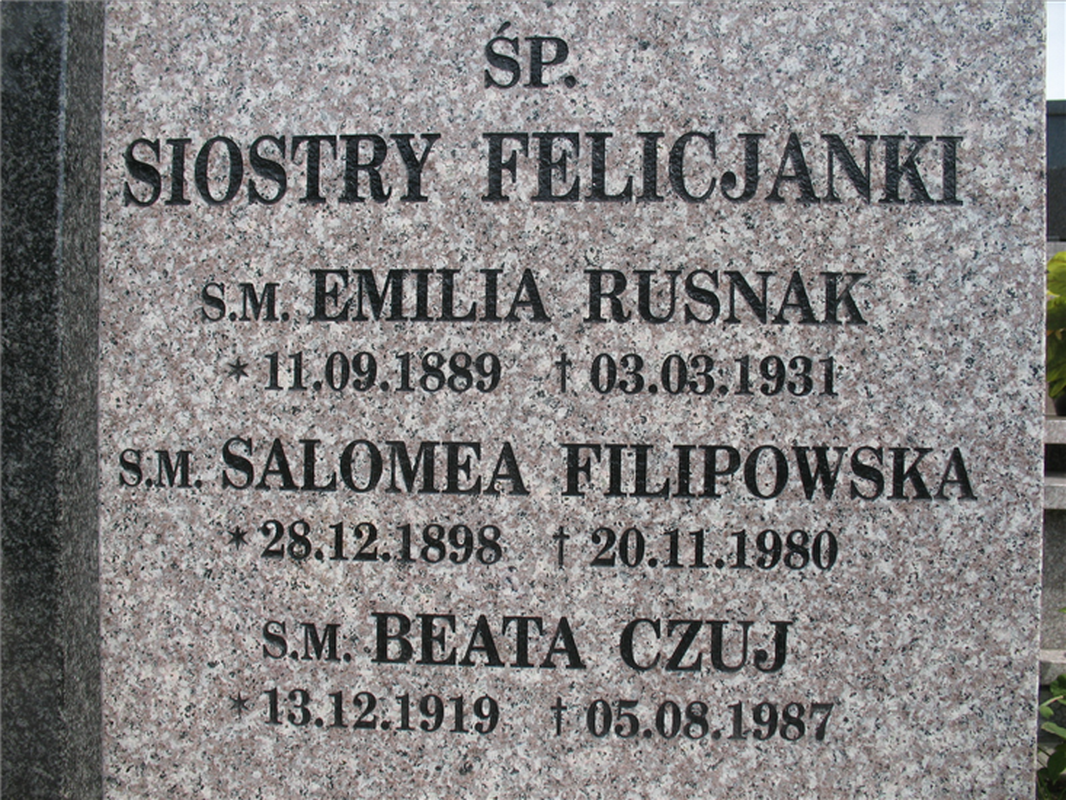 ŚP.
SIOSTRY FELICJANKI
S.M. EMILIA RUSNAK
* 11.09.1889 † 03.03.1931
S.M. SALOMEA FILIPOWSKA
* 28.12.1898 † 20.11.1980
S.M. BEATA CZUJ
* 13.12.1919 † 05.08.1987